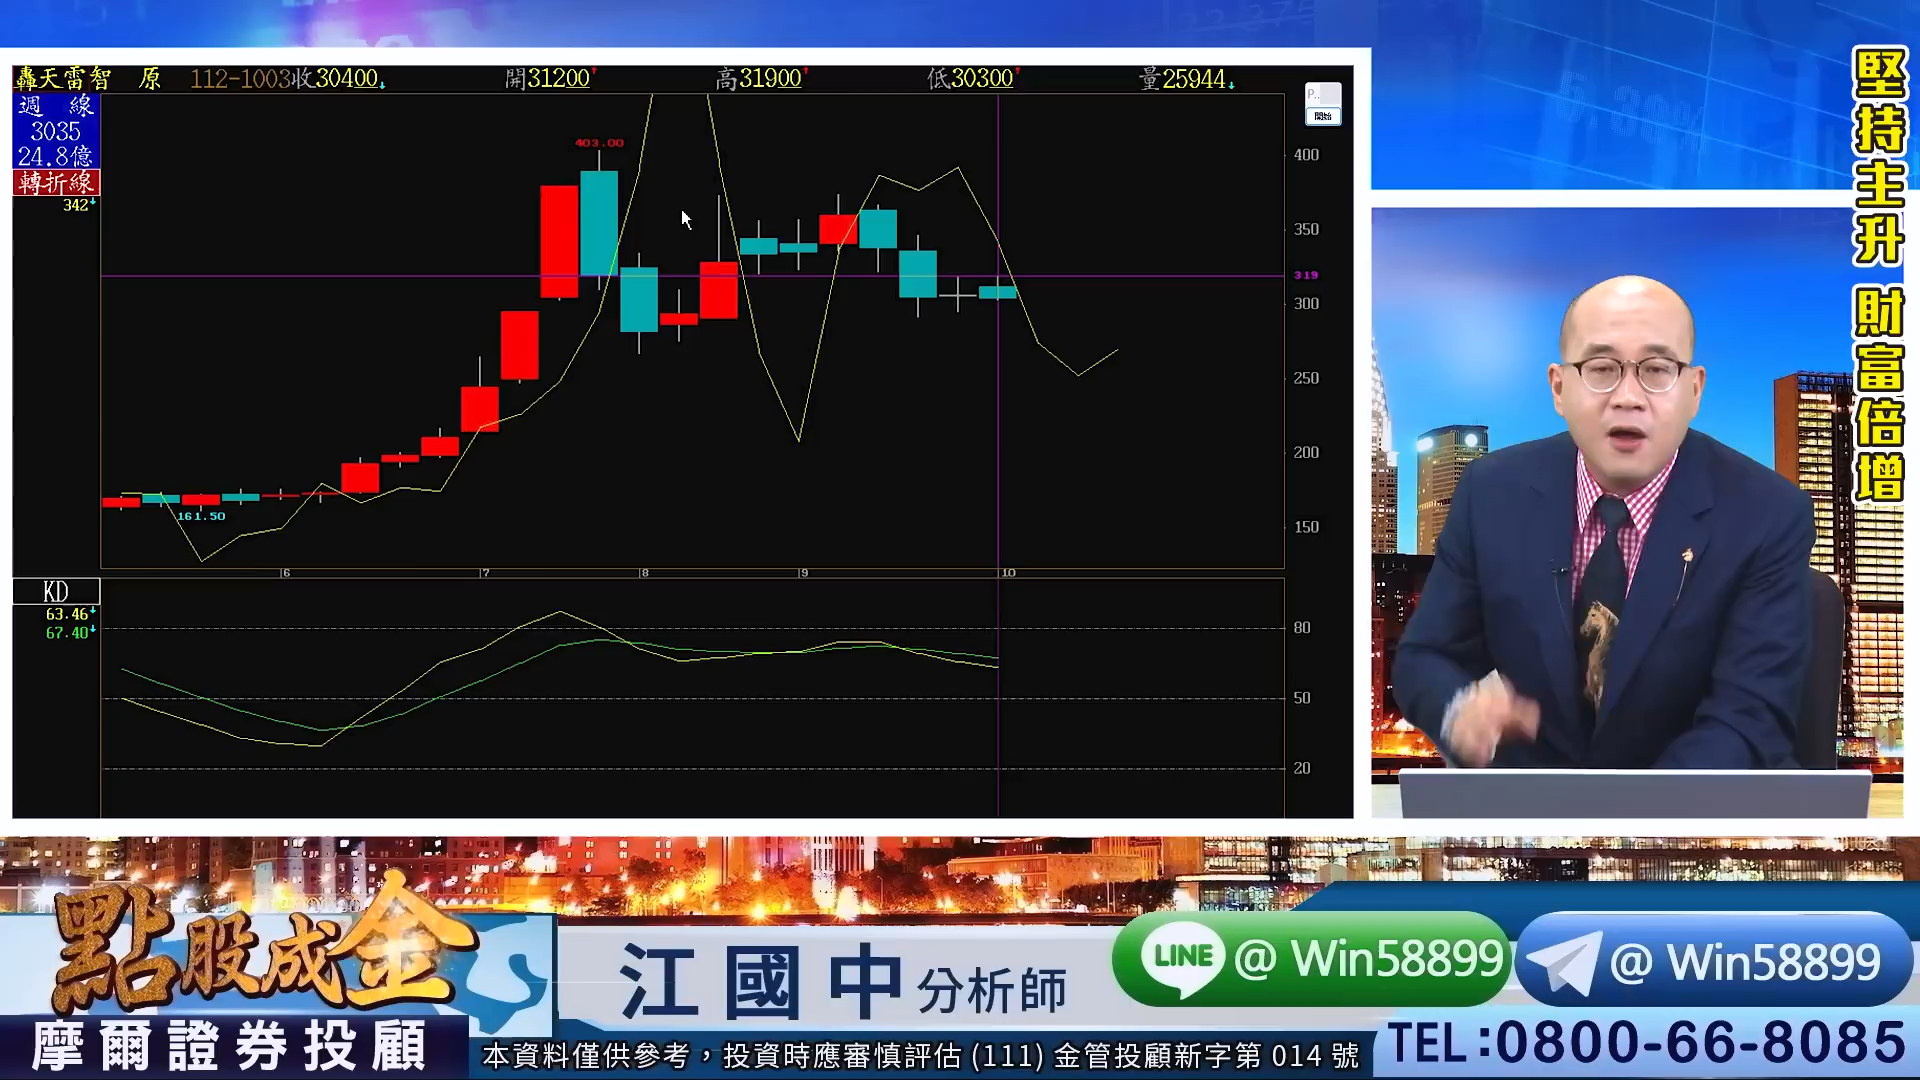 轟天雷智 原 112-1003收30400↓ 開31200↑ 高31900↑ 低30300↑ 量25944↓
週 線
3035
24.8億
轉折線
342↓
P..
開始
403.00
400
350
319
300
250
200
161.50
150
6 7 8 9 10
KD
63.46↓
67.40↓
80
50
20
堅持主升 財富倍增
點股成金
摩爾證券投顧
江國中 分析師
LINE @ Win58899
@ Win58899
本資料僅供參考，投資時應審慎評估 (111) 金管投顧新字第 014 號
TEL:0800-66-8085